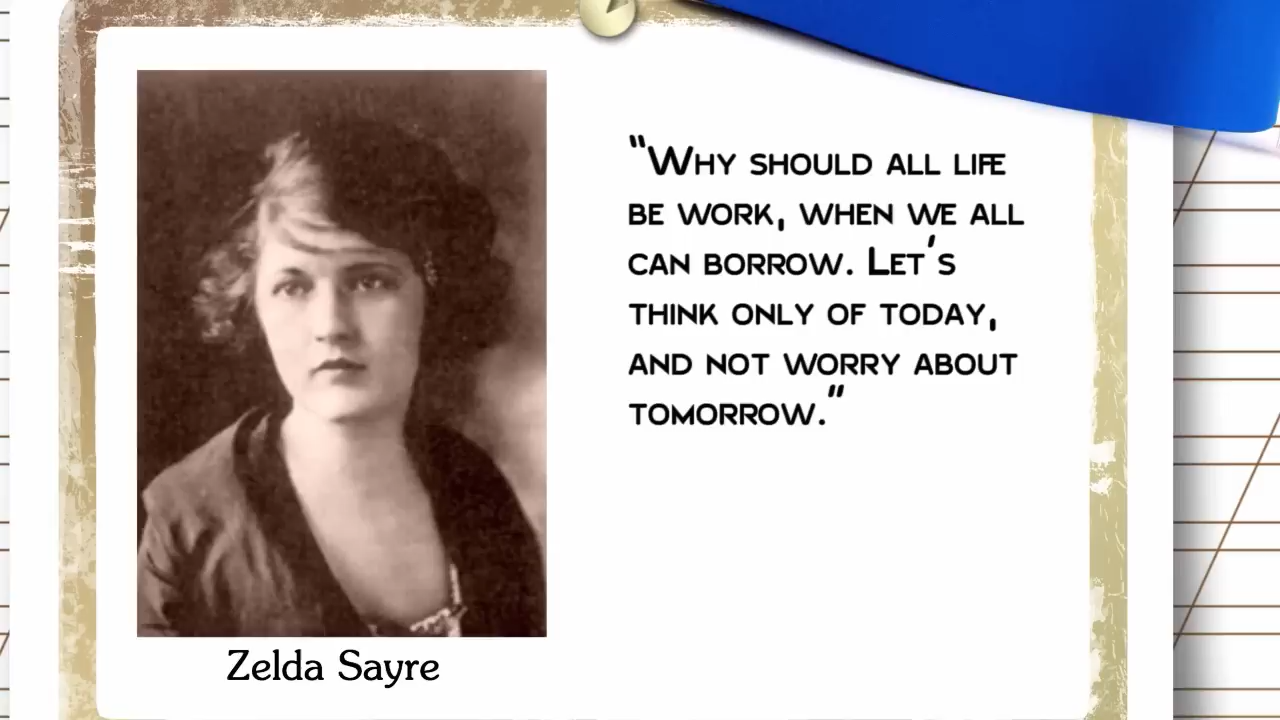 "Why should all life
be work, when we all
can borrow. Let's
think only of today,
and not worry about
tomorrow."
Zelda Sayre